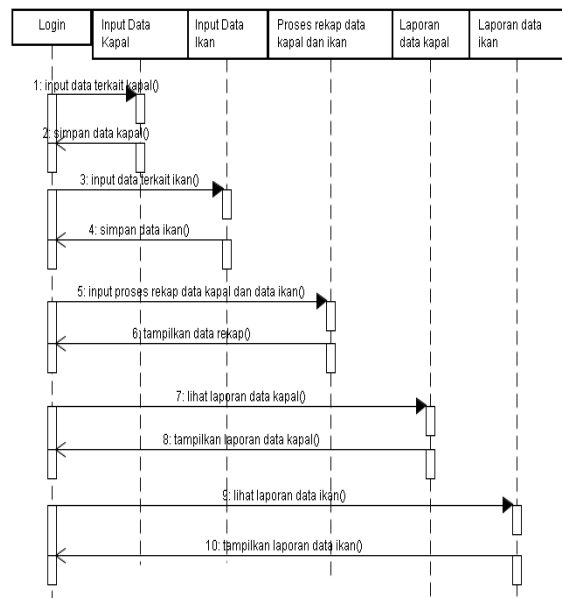 Login
Input Data
Kapal
Input Data
Ikan
Proses rekap data
kapal dan ikan
Laporan
data kapal
Laporan data
ikan
1: input data terkait kapal()
2: simpan data kapal()
3: input data terkait ikan()
4: simpan data ikan()
5: input proses rekap data kapal dan data ikan()
6: tampilkan data rekap()
7: lihat laporan data kapal()
8: tampilkan laporan data kapal()
9: lihat laporan data ikan()
10: tampilkan laporan data ikan()